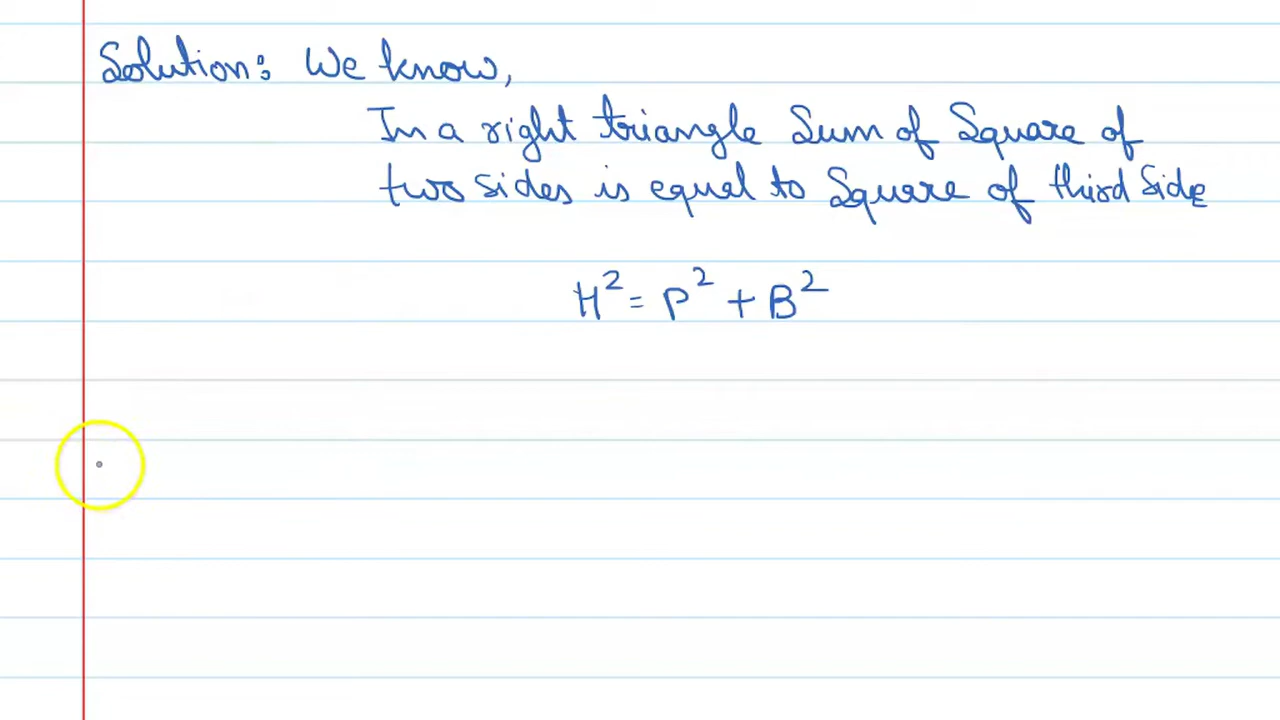 Solution: We know,
In a right triangle Sum of Square of
two sides is equal to Square of third Side
H² = P² + B²